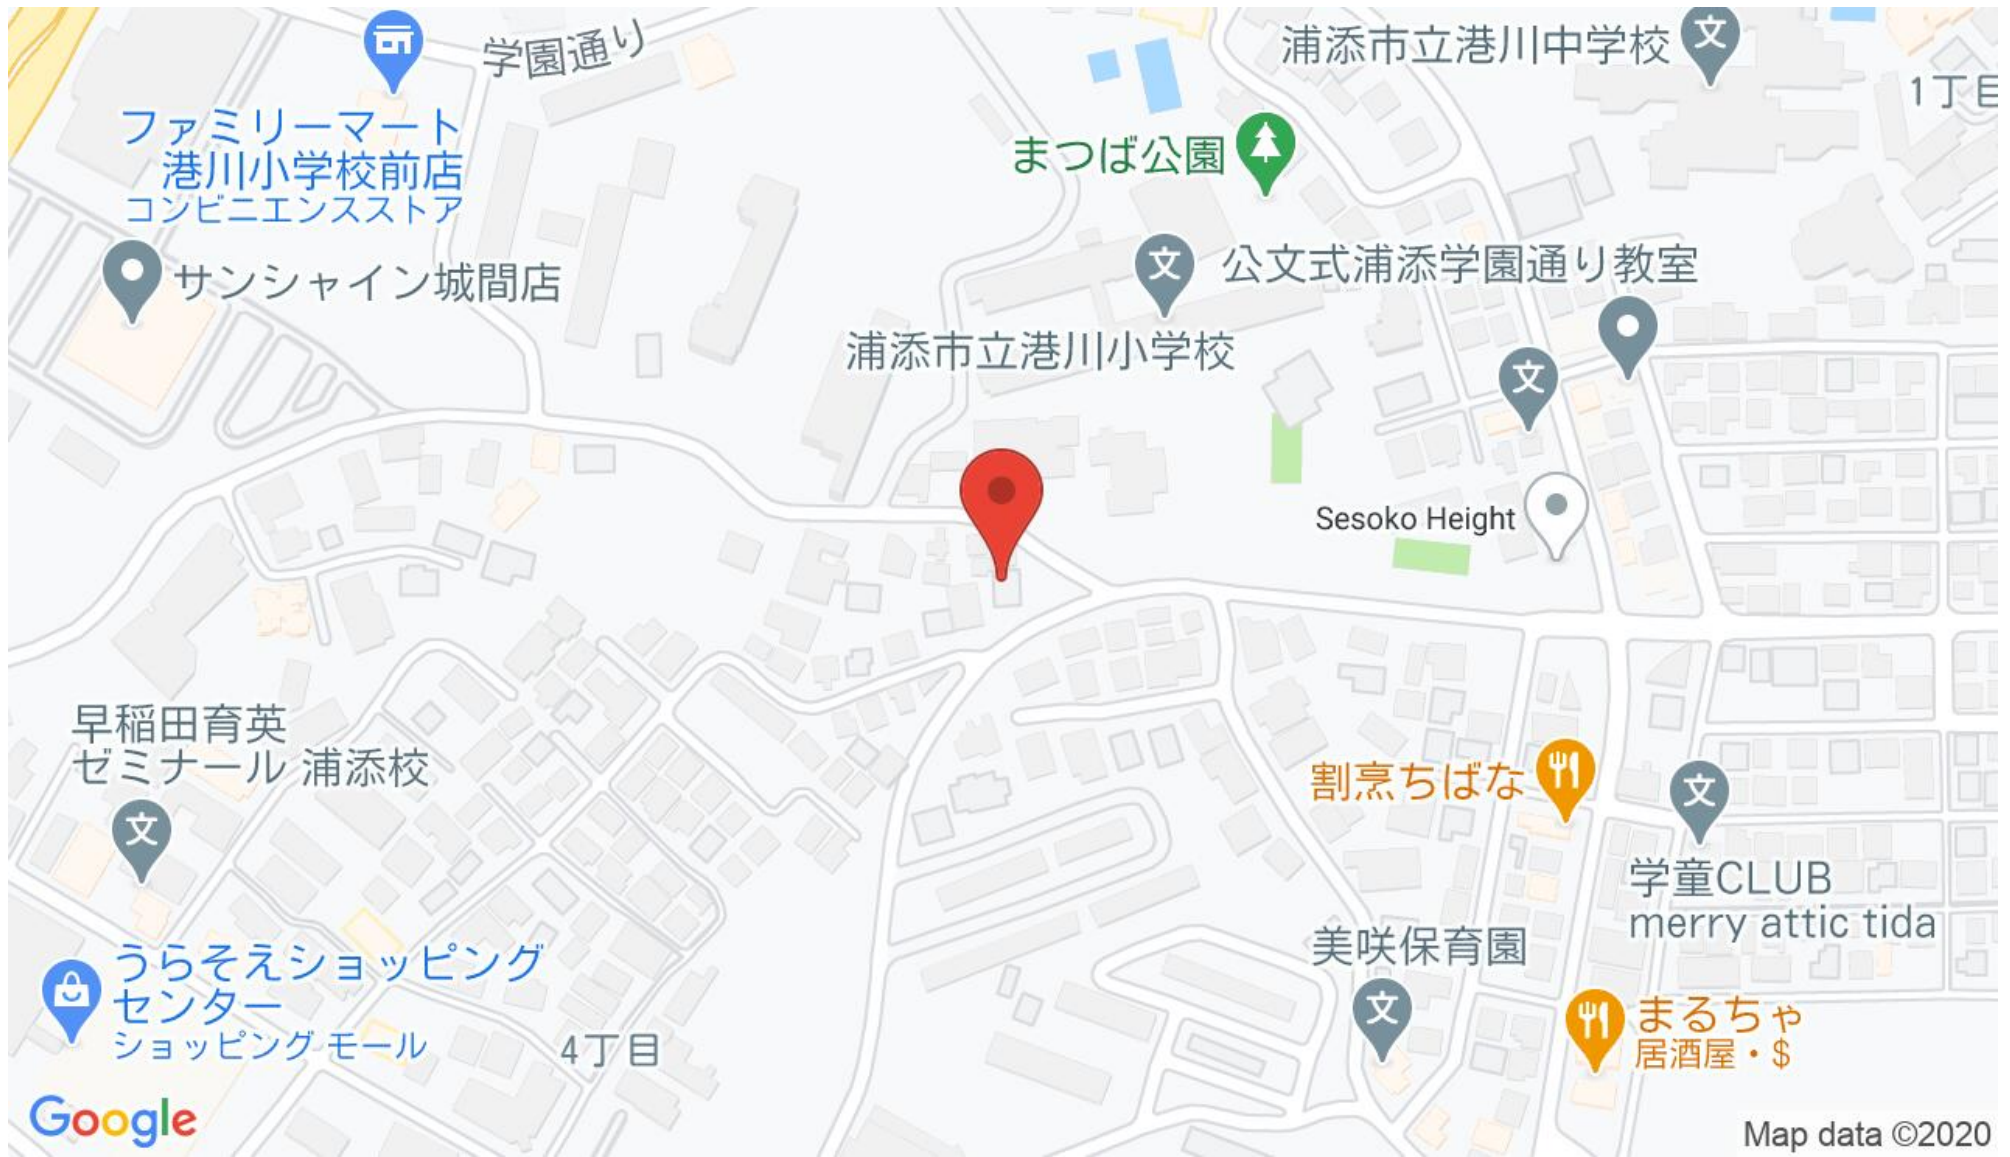 学園通り
浦添市立港川中学校
1丁目
ファミリーマート
港川小学校前店
コンビニエンスストア
まつば公園
サンシャイン城間店
公文式浦添学園通り教室
浦添市立港川小学校
Sesoko Height
早稲田育英
ゼミナール 浦添校
割烹ちばな
学童CLUB
merry attic tida
美咲保育園
うらそえショッピング
センター
ショッピング モール
4丁目
まるちゃ
居酒屋・$
Google
Map data ©2020